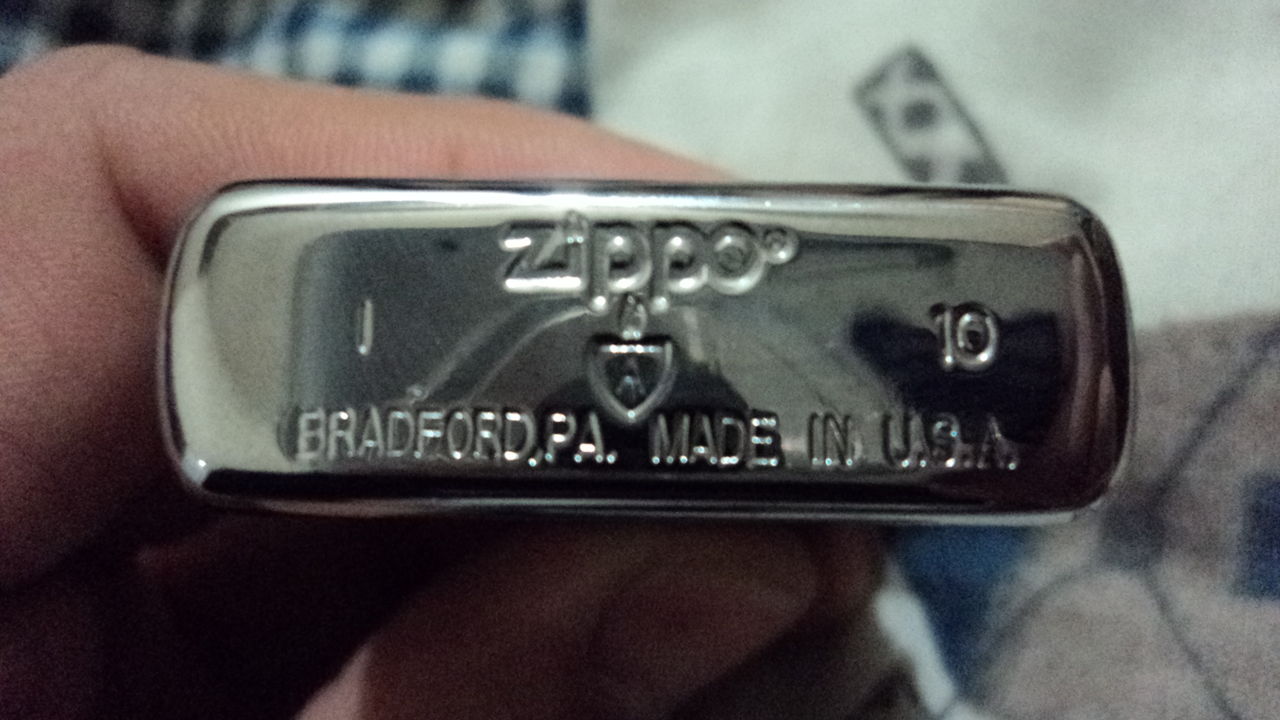 Zippo®
I 10
A
BRADFORD,PA. MADE IN U.S.A.